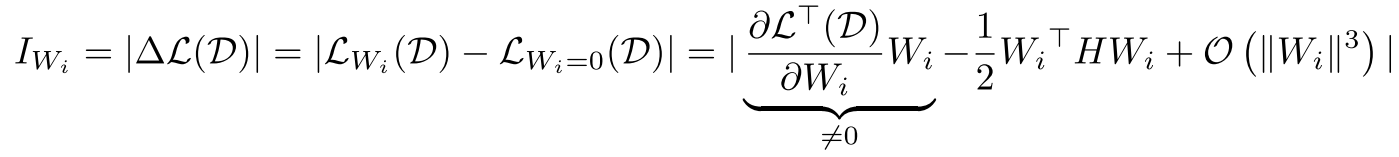 $I_{W_i} = |\Delta \mathcal{L}(\mathcal{D})| = |\mathcal{L}_{W_i}(\mathcal{D}) - \mathcal{L}_{W_i=0}(\mathcal{D})| = | \underbrace{\frac{\partial \mathcal{L}^\top(\mathcal{D})}{\partial W_i} W_i}_{\neq 0} - \frac{1}{2} {W_i}^\top H W_i + \mathcal{O}\left(\|W_i\|^3\right) |$